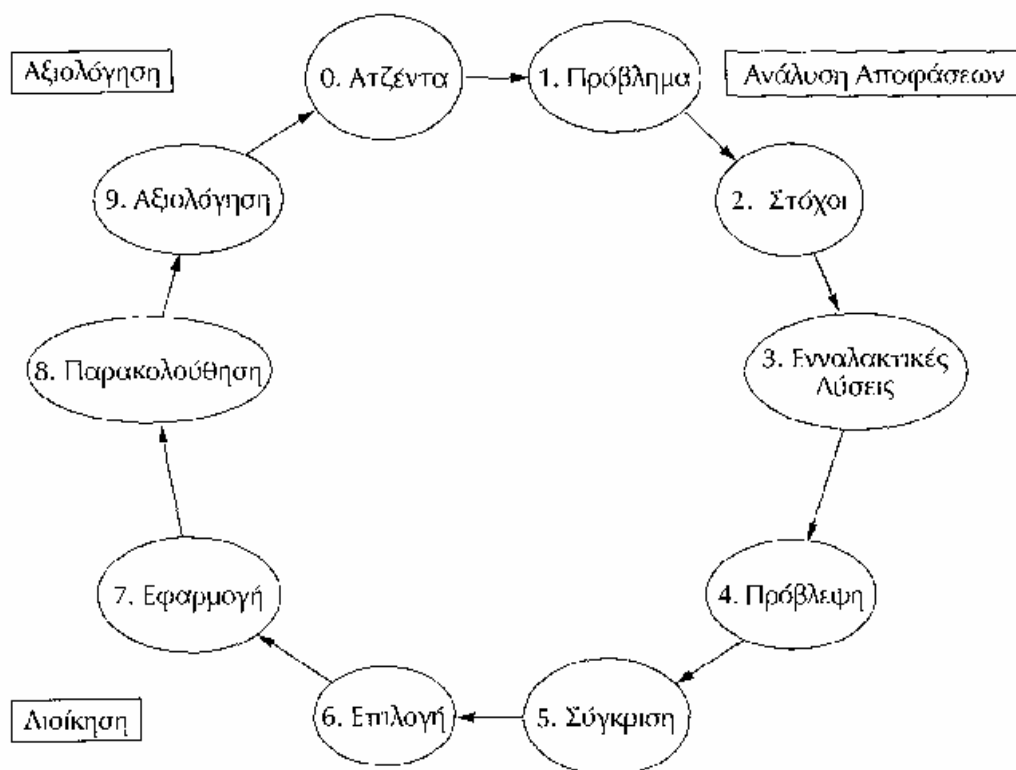 Αξιολόγηση
0. Ατζέντα
1. Πρόβλημα
Ανάλυση Αποφάσεων
9. Αξιολόγηση
2. Στόχοι
8. Παρακολούθηση
3. Ενναλακτικές
Λύσεις
7. Εφαρμογή
4. Πρόβλεψη
Διοίκηση
6. Επιλογή
5. Σύγκριση